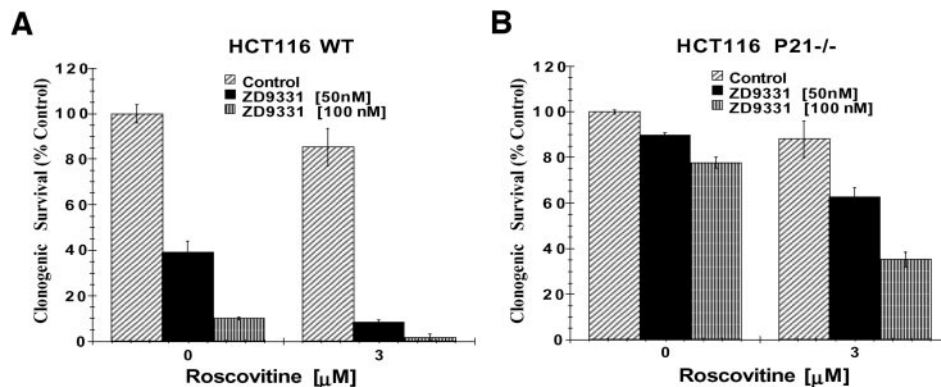 A
HCT116 WT
Clonogenic Survival (% Control)
120
100
80
60
40
20
0
Control
ZD9331 [50nM]
ZD9331 [100 nM]
0
3
Roscovitine [µM]
B
HCT116 P21-/-
Clonogenic Survival (% Control)
120
100
80
60
40
20
0
Control
ZD9331 [50nM]
ZD9331 [100 nM]
0
3
Roscovitine [µM]